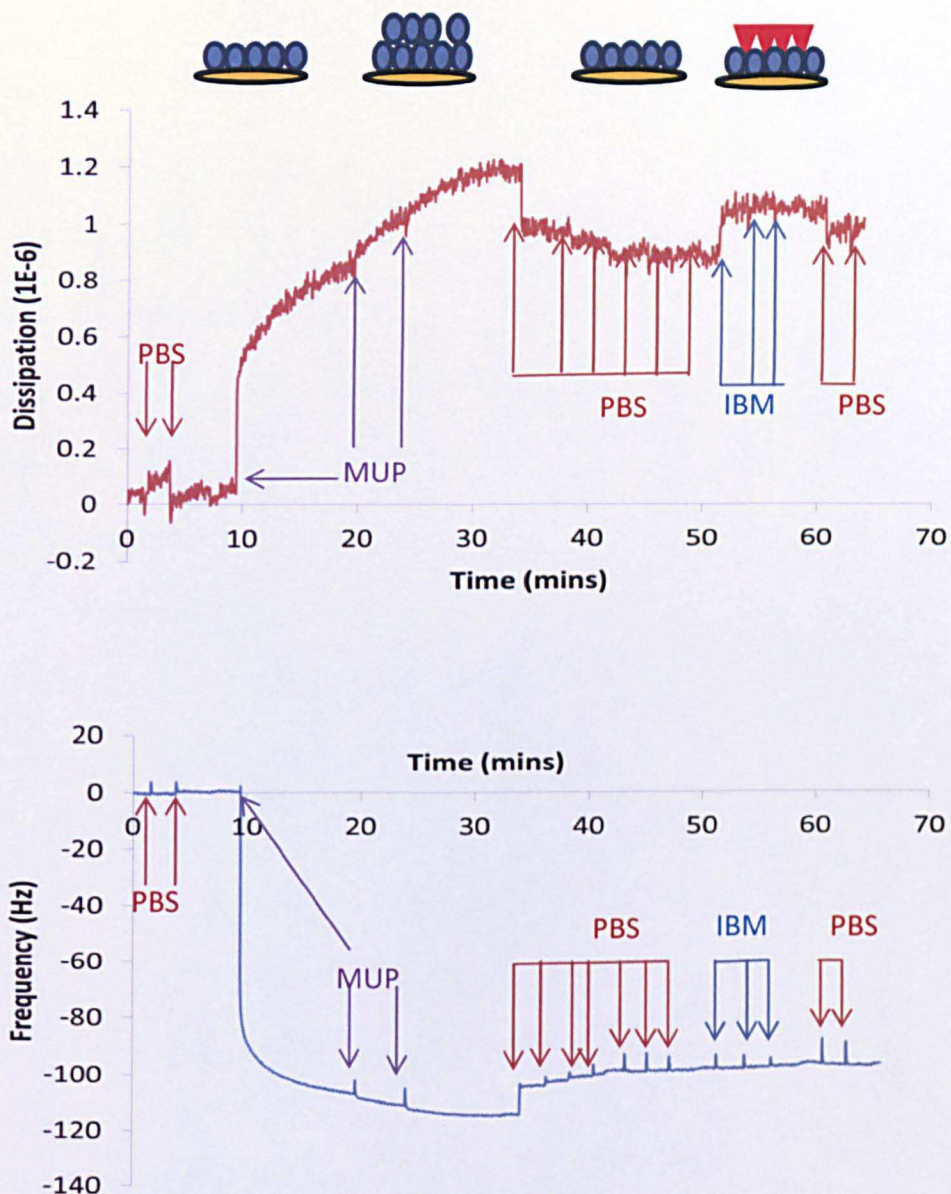 1.4
1.2
1
0.8
0.6
0.4
0.2
0
-0.2
Dissipation (1E-6)
PBS
MUP
PBS
IBM
PBS
0 10 20 30 40 50 60 70
Time (mins)
20
0
-20
-40
-60
-80
-100
-120
-140
Frequency (Hz)
Time (mins)
0 10 20 30 40 50 60 70
PBS
MUP
PBS
IBM
PBS